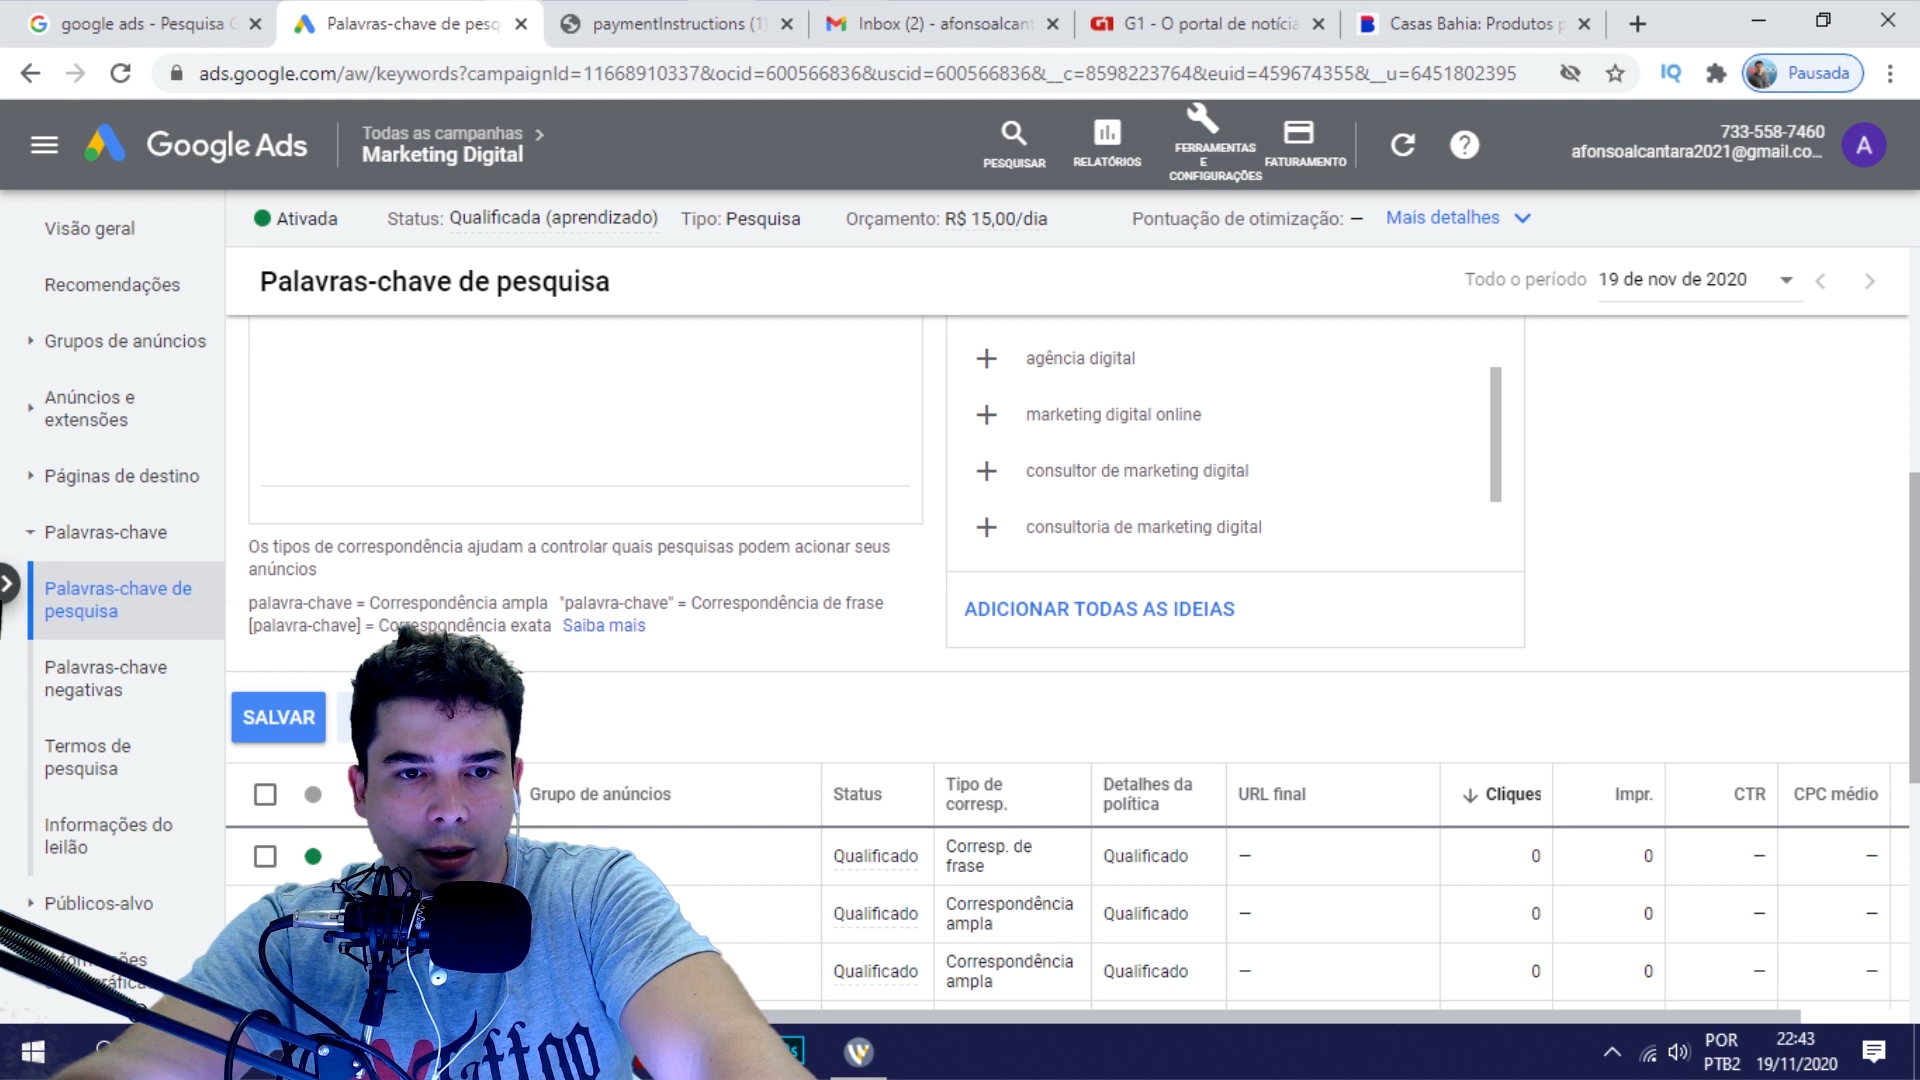 google ads - Pesquisa G
Palavras-chave de pesq
paymentInstructions (1)
Inbox (2) - afonsoalcant
G1 - O portal de notícia
Casas Bahia: Produtos p
ads.google.com/aw/keywords?campaignId=11668910337&ocid=600566836&uscid=600566836&__c=8598223764&euid=459674355&__u=6451802395
IQ
Pausada
Google Ads
Todas as campanhas
Marketing Digital
PESQUISAR
RELATÓRIOS
FERRAMENTAS
E
CONFIGURAÇÕES
FATURAMENTO
733-558-7460
afonsoalcantara2021@gmail.co...
A
Ativada
Status: Qualificada (aprendizado)
Tipo: Pesquisa
Orçamento: R$ 15,00/dia
Pontuação de otimização: –
Mais detalhes
Visão geral
Recomendações
Grupos de anúncios
Anúncios e
extensões
Páginas de destino
Palavras-chave
Palavras-chave de
pesquisa
Palavras-chave
negativas
Termos de
pesquisa
Informações do
leilão
Públicos-alvo
Palavras-chave de pesquisa
Todo o período 19 de nov de 2020
agência digital
marketing digital online
consultor de marketing digital
consultoria de marketing digital
ADICIONAR TODAS AS IDEIAS
Os tipos de correspondência ajudam a controlar quais pesquisas podem acionar seus
anúncios
palavra-chave = Correspondência ampla "palavra-chave" = Correspondência de frase
[palavra-chave] = Correspondência exata Saiba mais
SALVAR
Grupo de anúncios
Status
Tipo de
corresp.
Detalhes da
política
URL final
Cliques
Impr.
CTR
CPC médio
Qualificado
Corresp. de
frase
Qualificado
–
0
0
–
–
Qualificado
Correspondência
ampla
Qualificado
–
0
0
–
–
Qualificado
Correspondência
ampla
Qualificado
–
0
0
–
–
Tattoo
POR
PTB2
22:43
19/11/2020